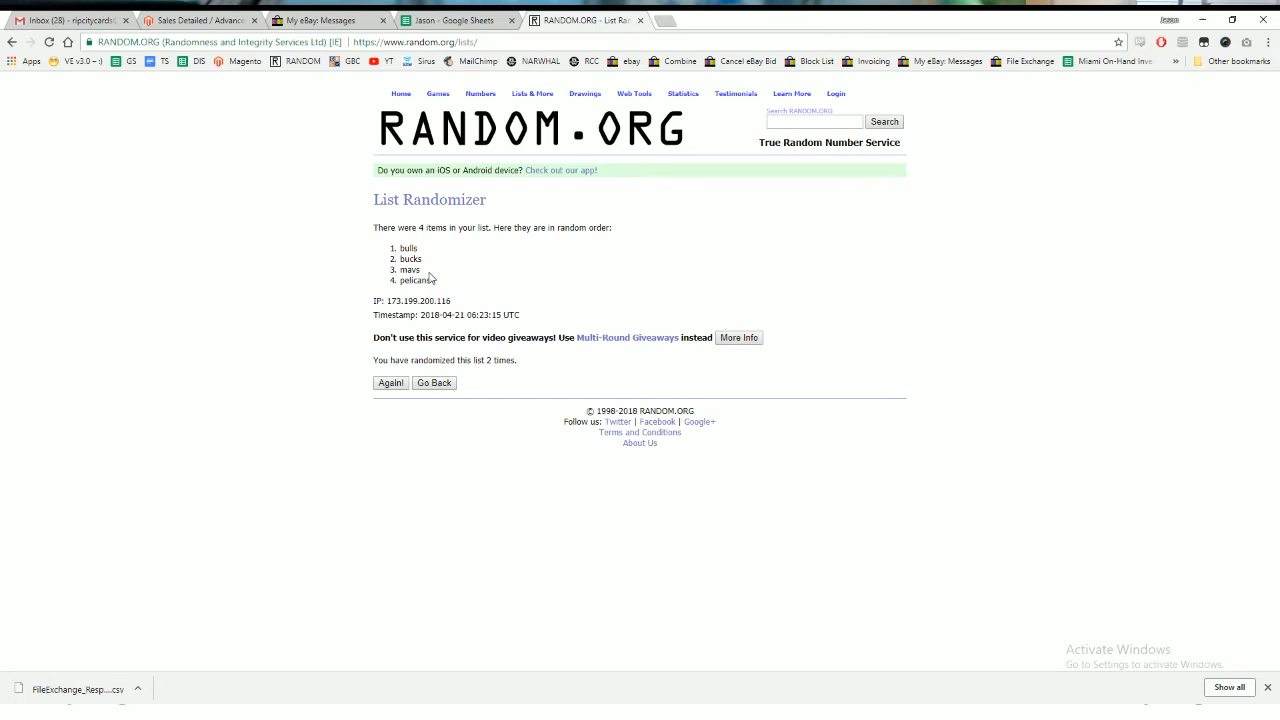 Inbox (28) - ripcitycards Sales Detailed / Advance My eBay: Messages Jason - Google Sheets RANDOM.ORG - List Ran
RANDOM.ORG (Randomness and Integrity Services Ltd) [IE] https://www.random.org/lists/
Apps VE v3.0 :-) GS TS DIS Magento RANDOM GBC YT Sirus MailChimp NARWHAL RCC ebay Combine Cancel eBay Bid Block List Invoicing My eBay: Messages File Exchange Miami On-Hand Inve » Other bookmarks
Home Games Numbers Lists & More Drawings Web Tools Statistics Testimonials Learn More Login
RANDOM.ORG
Search RANDOM.ORG
Search
True Random Number Service
Do you own an iOS or Android device? Check out our app!
List Randomizer
There were 4 items in your list. Here they are in random order:
1. bulls
2. bucks
3. mavs
4. pelicans
IP: 173.199.200.116
Timestamp: 2018-04-21 06:23:15 UTC
Don't use this service for video giveaways! Use Multi-Round Giveaways instead More Info
You have randomized this list 2 times.
Again! Go Back
© 1998-2018 RANDOM.ORG
Follow us: Twitter | Facebook | Google+
Terms and Conditions
About Us
Activate Windows
Go to Settings to activate Windows.
FileExchange_Resp....csv Show all